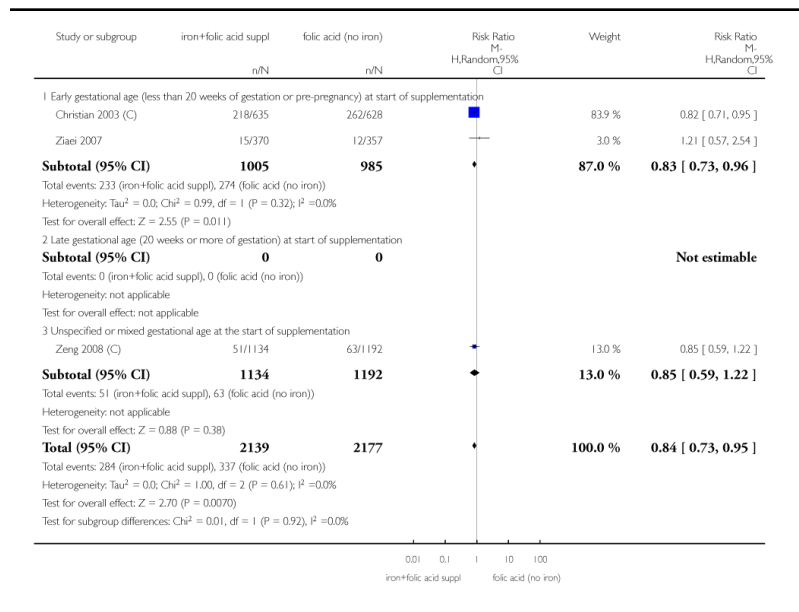 Study or subgroup iron+folic acid suppl folic acid (no iron) Risk Ratio Weight Risk Ratio
M- M-
H,Random,95% H,Random,95%
n/N n/N CI CI
1 Early gestational age (less than 20 weeks of gestation or pre-pregnancy) at start of supplementation
Christian 2003 (C) 218/635 262/628 83.9 % 0.82 [ 0.71, 0.95 ]
Ziaei 2007 15/370 12/357 3.0 % 1.21 [ 0.57, 2.54 ]
Subtotal (95% CI) 1005 985 87.0 % 0.83 [ 0.73, 0.96 ]
Total events: 233 (iron+folic acid suppl), 274 (folic acid (no iron))
Heterogeneity: Tau² = 0.0; Chi² = 0.99, df = 1 (P = 0.32); I² =0.0%
Test for overall effect: Z = 2.55 (P = 0.011)
2 Late gestational age (20 weeks or more of gestation) at start of supplementation
Subtotal (95% CI) 0 0 Not estimable
Total events: 0 (iron+folic acid suppl), 0 (folic acid (no iron))
Heterogeneity: not applicable
Test for overall effect: not applicable
3 Unspecified or mixed gestational age at the start of supplementation
Zeng 2008 (C) 51/1134 63/1192 13.0 % 0.85 [ 0.59, 1.22 ]
Subtotal (95% CI) 1134 1192 13.0 % 0.85 [ 0.59, 1.22 ]
Total events: 51 (iron+folic acid suppl), 63 (folic acid (no iron))
Heterogeneity: not applicable
Test for overall effect: Z = 0.88 (P = 0.38)
Total (95% CI) 2139 2177 100.0 % 0.84 [ 0.73, 0.95 ]
Total events: 284 (iron+folic acid suppl), 337 (folic acid (no iron))
Heterogeneity: Tau² = 0.0; Chi² = 1.00, df = 2 (P = 0.61); I² =0.0%
Test for overall effect: Z = 2.70 (P = 0.0070)
Test for subgroup differences: Chi² = 0.01, df = 1 (P = 0.92), I² =0.0%
0.01 0.1 1 10 100
iron+folic acid suppl folic acid (no iron)